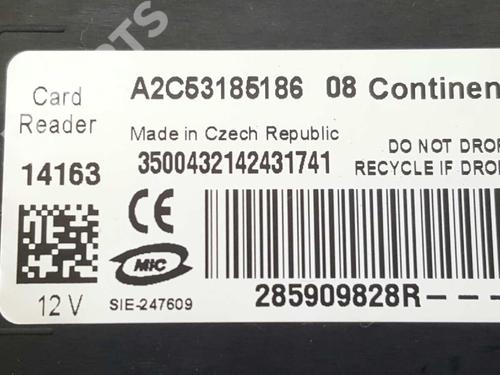 Card
Reader
14163
12 V
A2C53185186 08 Continen
Made in Czech Republic
3500432142431741
DO NOT DROP
RECYCLE IF DROP
CE
MIC
SIE-247609
285909828R---